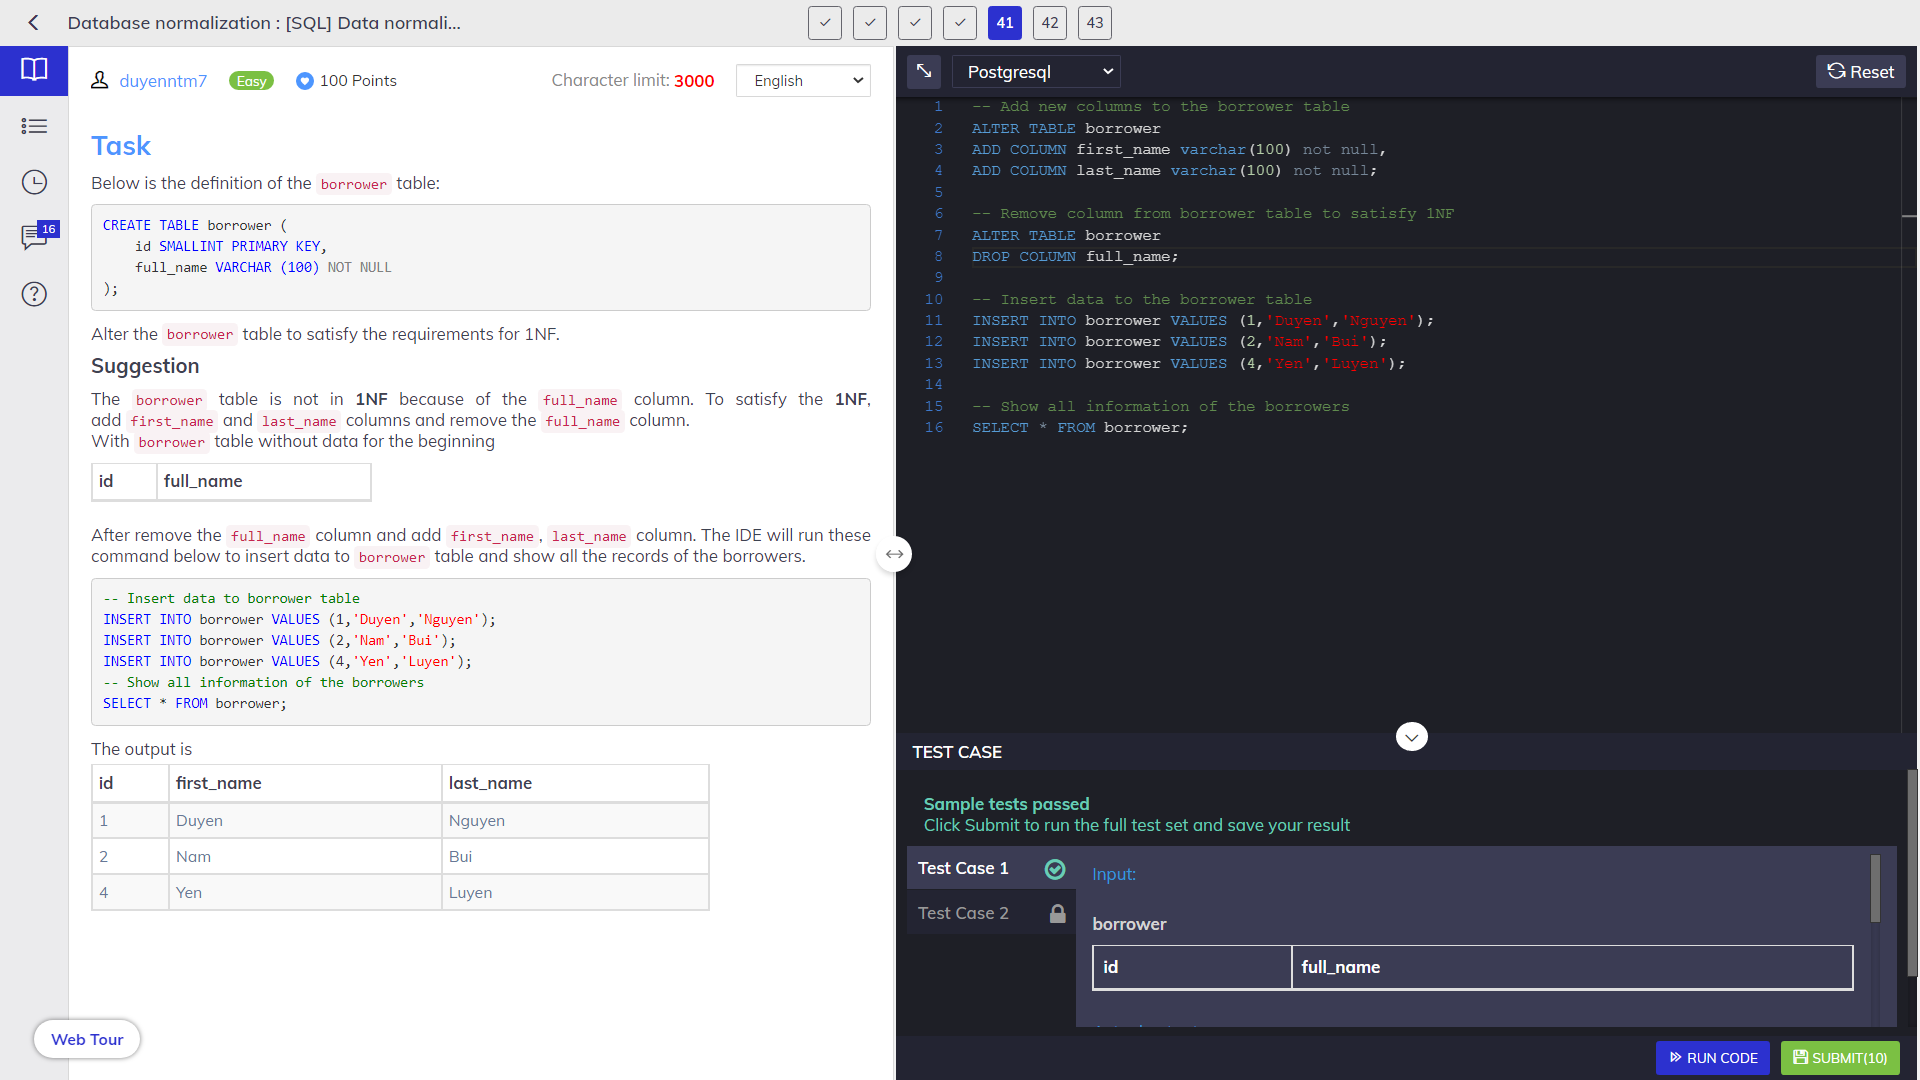 Database normalization : [SQL] Data normali...
41
42
43
duyenntm7
Easy
100 Points
Character limit: 3000
English
16
Task
Below is the definition of the borrower table:
CREATE TABLE borrower (
id SMALLINT PRIMARY KEY,
full_name VARCHAR (100) NOT NULL
);
Alter the borrower table to satisfy the requirements for 1NF.
Suggestion
The borrower table is not in 1NF because of the full_name column. To satisfy the 1NF,
add first_name and last_name columns and remove the full_name column.
With borrower table without data for the beginning
id full_name
After remove the full_name column and add first_name, last_name column. The IDE will run these
command below to insert data to borrower table and show all the records of the borrowers.
-- Insert data to borrower table
INSERT INTO borrower VALUES (1,'Duyen','Nguyen');
INSERT INTO borrower VALUES (2,'Nam','Bui');
INSERT INTO borrower VALUES (4,'Yen','Luyen');
-- Show all information of the borrowers
SELECT * FROM borrower;
The output is
id first_name last_name
1 Duyen Nguyen
2 Nam Bui
4 Yen Luyen
Web Tour
Postgresql
Reset
1 -- Add new columns to the borrower table
2 ALTER TABLE borrower
3 ADD COLUMN first_name varchar(100) not null,
4 ADD COLUMN last_name varchar(100) not null;
5
6 -- Remove column from borrower table to satisfy 1NF
7 ALTER TABLE borrower
8 DROP COLUMN full_name;
9
10 -- Insert data to the borrower table
11 INSERT INTO borrower VALUES (1,'Duyen','Nguyen');
12 INSERT INTO borrower VALUES (2,'Nam','Bui');
13 INSERT INTO borrower VALUES (4,'Yen','Luyen');
14
15 -- Show all information of the borrowers
16 SELECT * FROM borrower;
TEST CASE
Sample tests passed
Click Submit to run the full test set and save your result
Test Case 1
Test Case 2
Input:
borrower
id full_name
RUN CODE
SUBMIT(10)